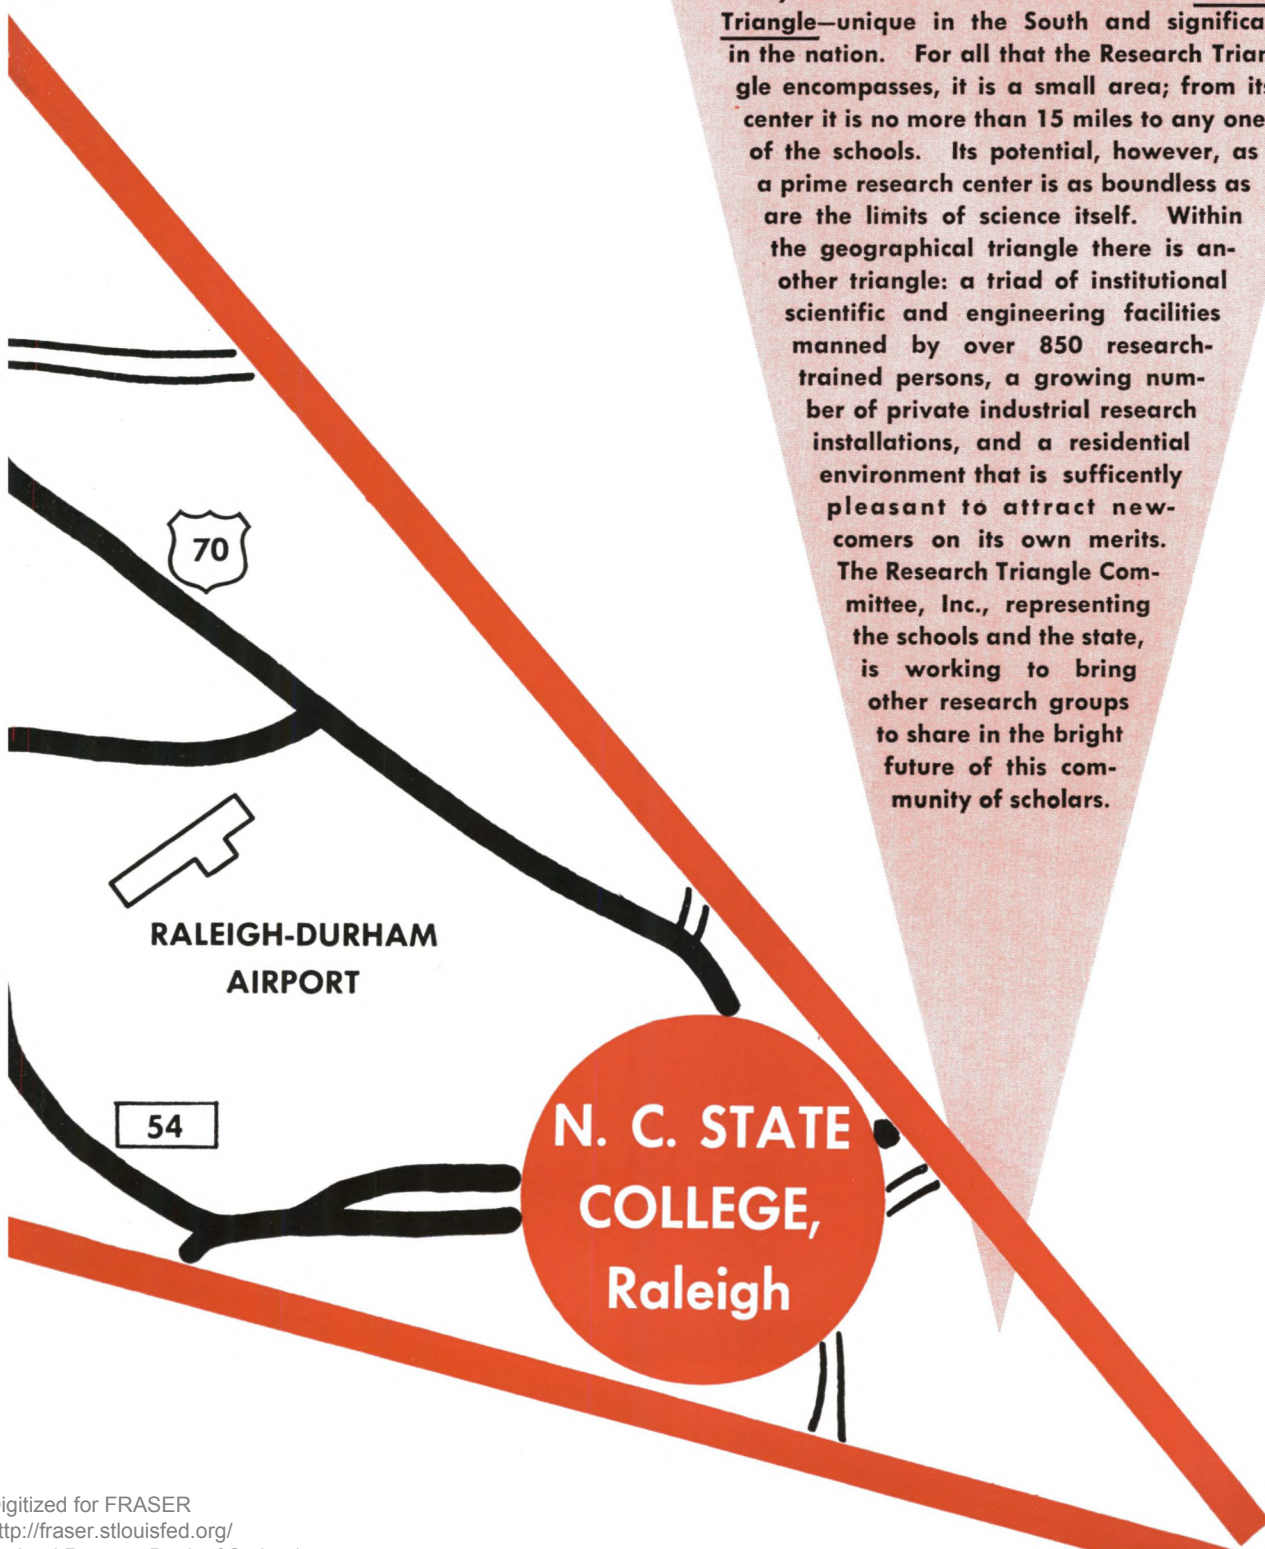 Triangle—unique in the South and significa
in the nation. For all that the Research Trian
gle encompasses, it is a small area; from its
center it is no more than 15 miles to any one
of the schools. Its potential, however, as
a prime research center is as boundless as
are the limits of science itself. Within
the geographical triangle there is an-
other triangle: a triad of institutional
scientific and engineering facilities
manned by over 850 research-
trained persons, a growing num-
ber of private industrial research
installations, and a residential
environment that is sufficently
pleasant to attract new-
comers on its own merits.
The Research Triangle Com-
mittee, Inc., representing
the schools and the state,
is working to bring
other research groups
to share in the bright
future of this com-
munity of scholars.
70
RALEIGH-DURHAM
AIRPORT
54
N. C. STATE
COLLEGE,
Raleigh
igitized for FRASER
ttp://fraser.stlouisfed.org/